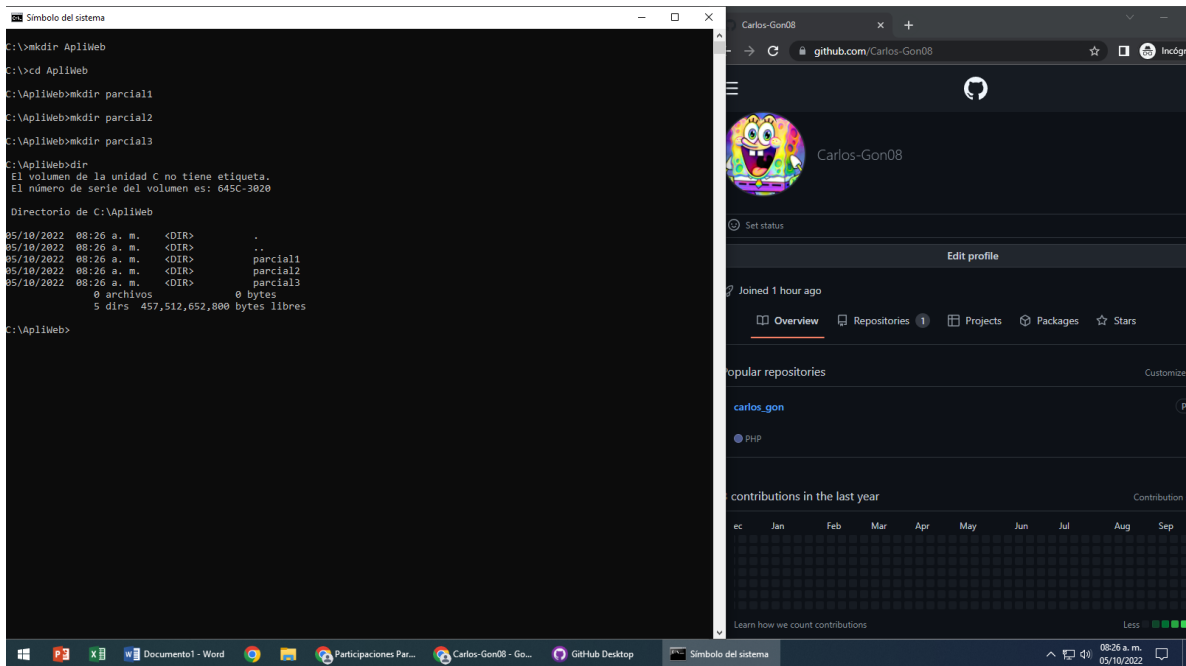 Símbolo del sistema
C:\>mkdir ApliWeb
C:\>cd ApliWeb
C:\ApliWeb>mkdir parcial1
C:\ApliWeb>mkdir parcial2
C:\ApliWeb>mkdir parcial3
C:\ApliWeb>dir
El volumen de la unidad C no tiene etiqueta.
El número de serie del volumen es: 645C-3020
Directorio de C:\ApliWeb
05/10/2022 08:26 a. m. <DIR> .
05/10/2022 08:26 a. m. <DIR> ..
05/10/2022 08:26 a. m. <DIR> parcial1
05/10/2022 08:26 a. m. <DIR> parcial2
05/10/2022 08:26 a. m. <DIR> parcial3
0 archivos 0 bytes
5 dirs 457,512,652,800 bytes libres
C:\ApliWeb>
Carlos-Gon08
github.com/Carlos-Gon08 Incógn
Carlos-Gon08
Set status
Edit profile
Joined 1 hour ago
Overview Repositories 1 Projects Packages Stars
Popular repositories Customize
carlos_gon P
PHP
contributions in the last year Contribution
ec Jan Feb Mar Apr May Jun Jul Aug Sep
Learn how we count contributions Less
Documento1 - Word Participaciones Par... Carlos-Gon08 - Go... GitHub Desktop Símbolo del sistema 08:26 a. m.
05/10/2022